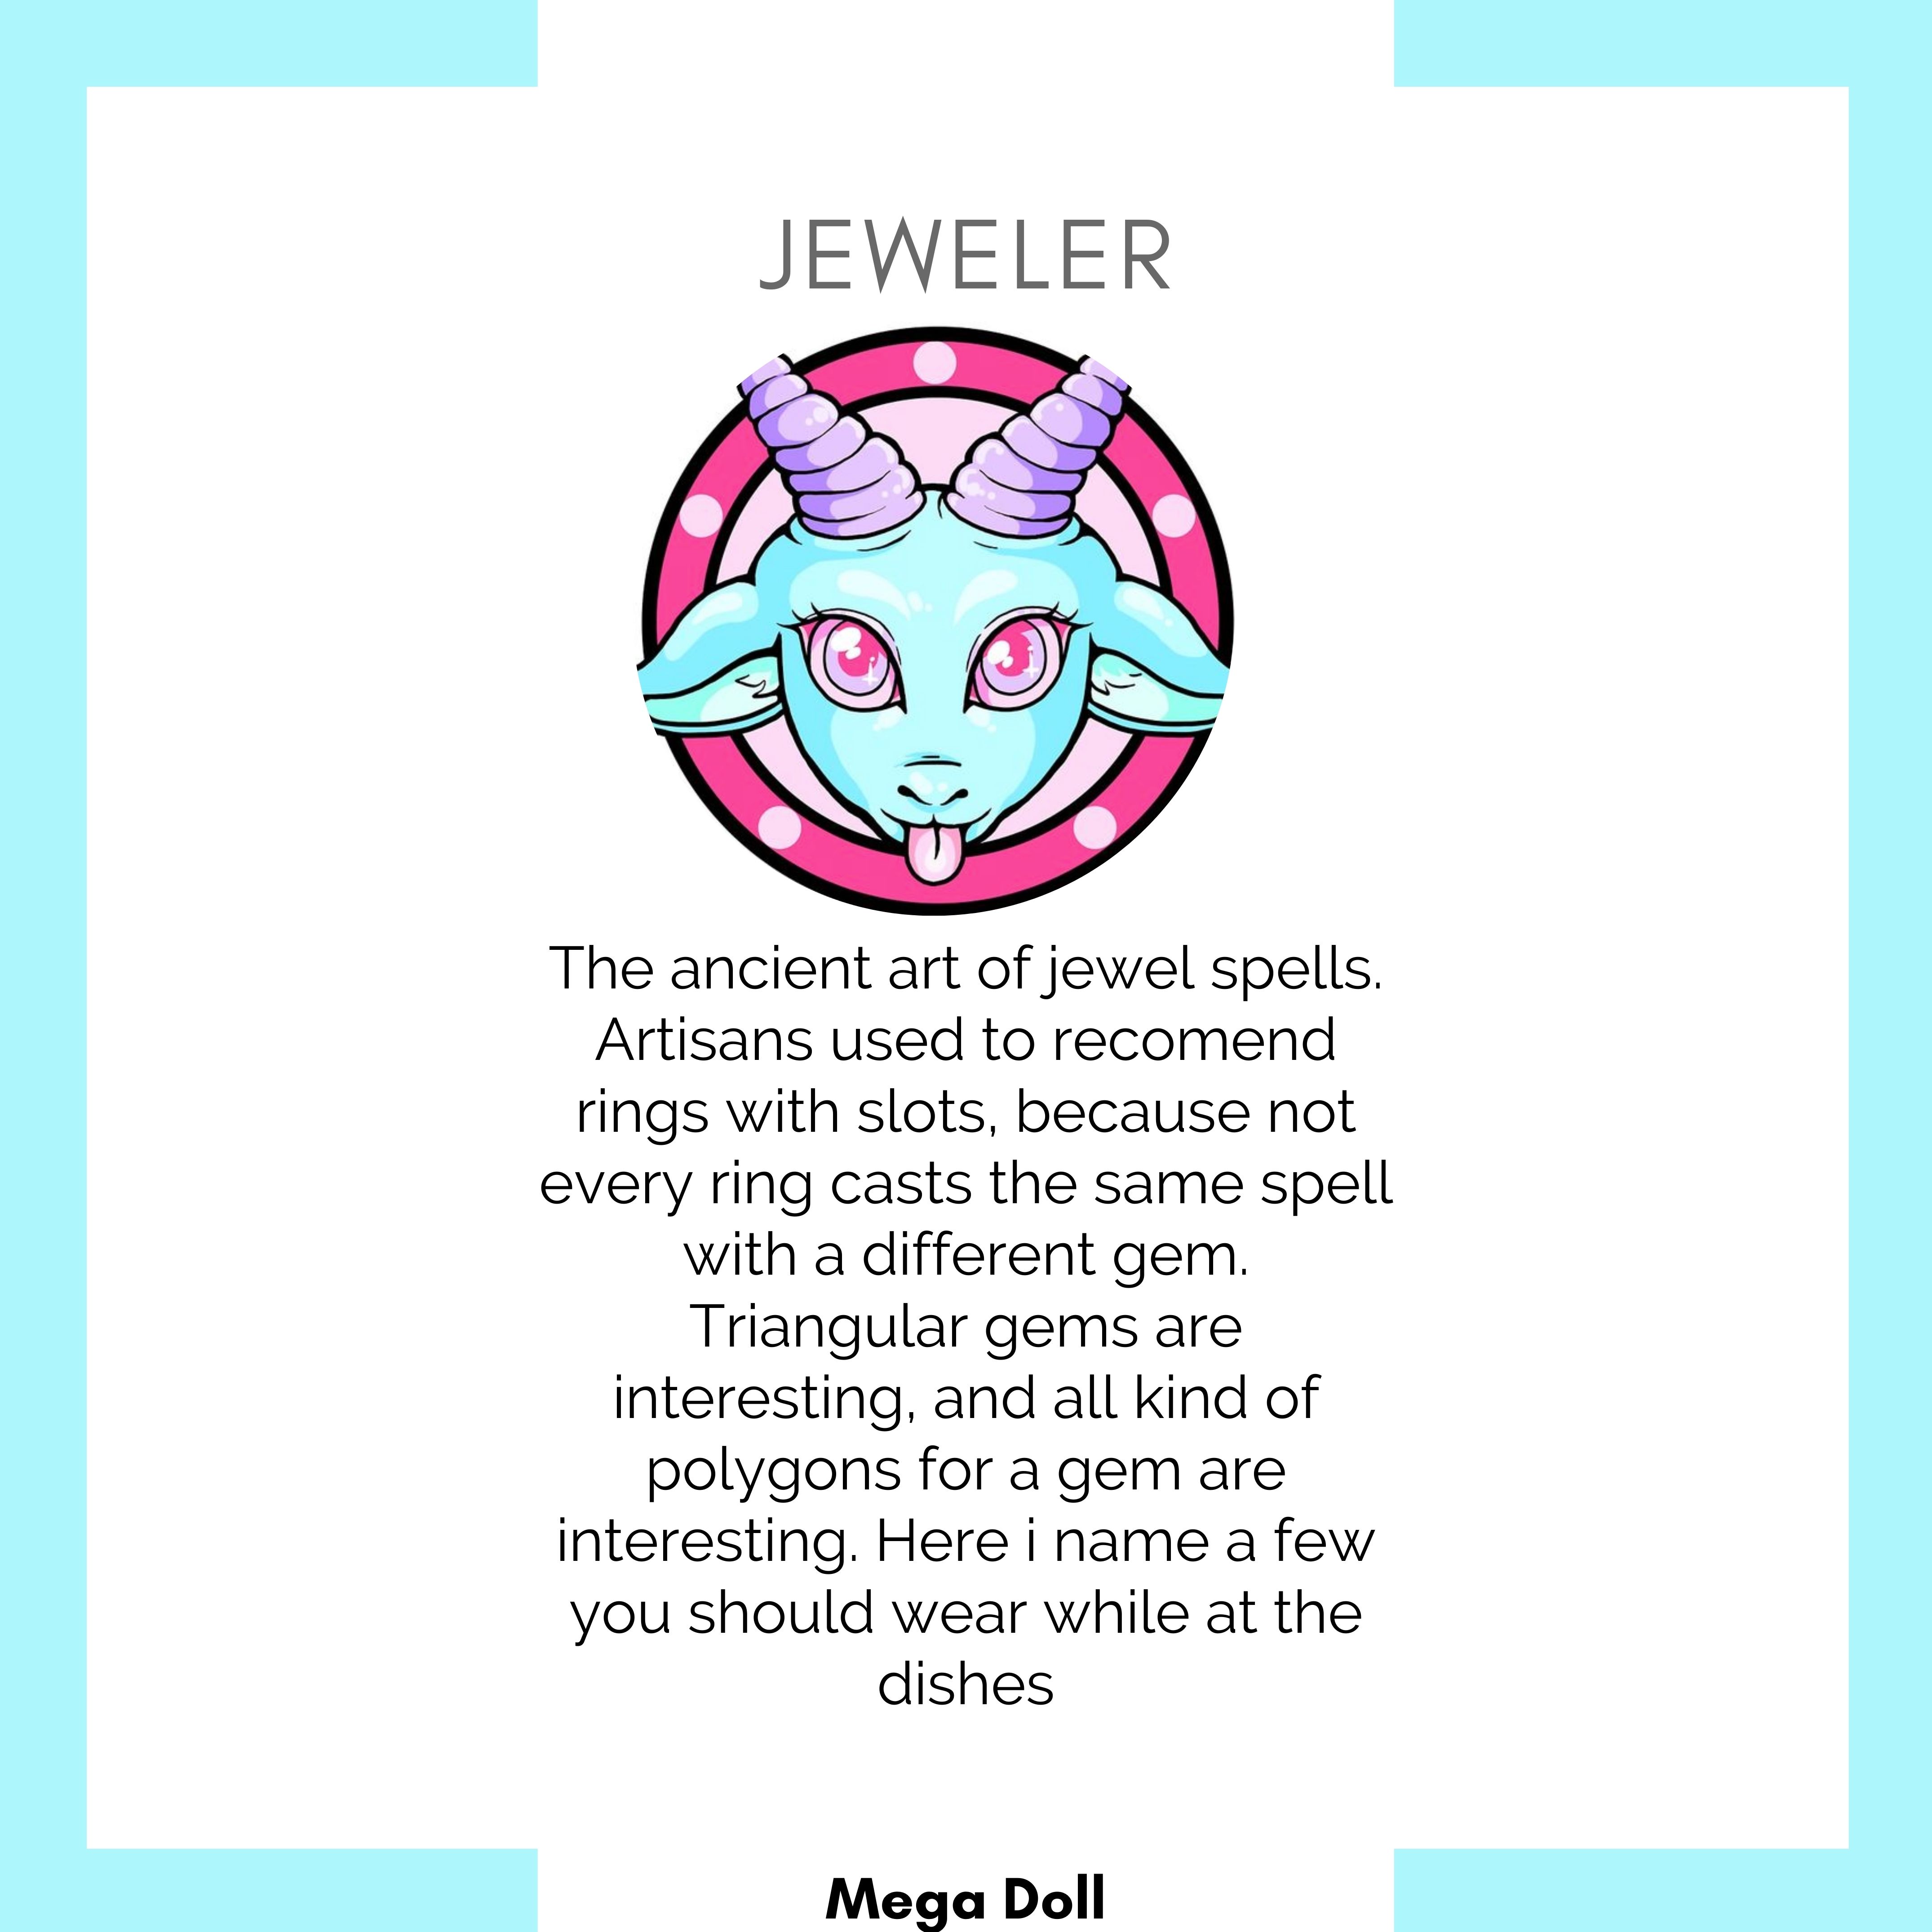 JEWELER
The ancient art of jewel spells.
Artisans used to recomend
rings with slots, because not
every ring casts the same spell
with a different gem.
Triangular gems are
interesting, and all kind of
polygons for a gem are
interesting. Here i name a few
you should wear while at the
dishes
Mega Doll